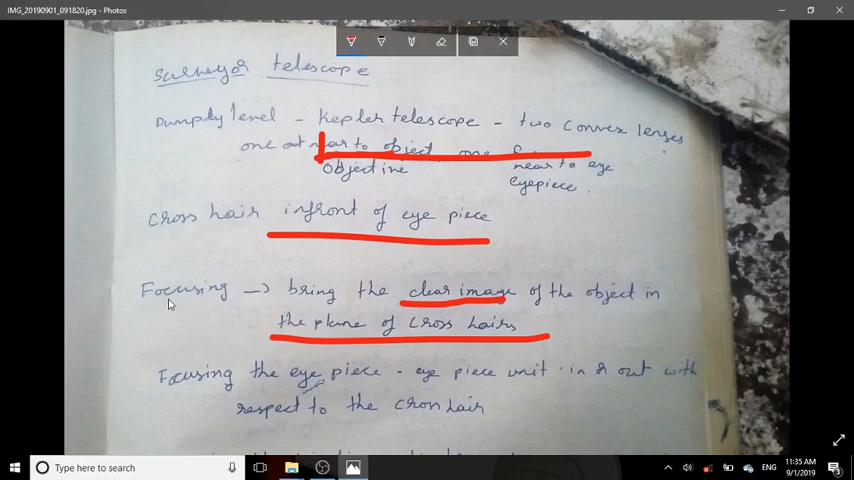 IMG_20190901_091820.jpg - Photos
Surveyor telescope
Dumply level - Kepler telescope - two convex lenses
one near to object one
objective near to eye
eyepiece.
Cross hair infront of eye piece
Focusing -> bring the clear image of the object in
the plane of cross hairs
Focusing the eye piece - eye piece unit in & out with
respect to the cross hair
Type here to search
ENG
11:35 AM
9/1/2019
3